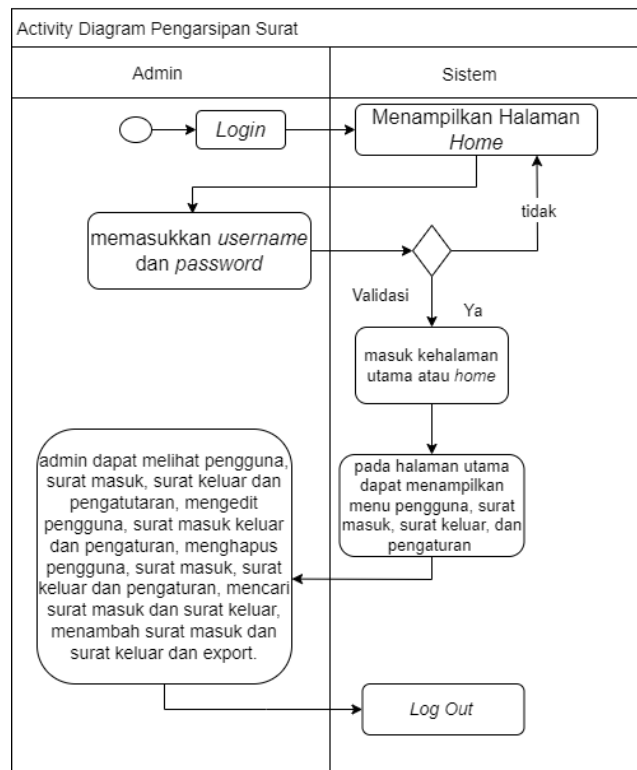 Activity Diagram Pengarsipan Surat
Admin
Sistem
Login
Menampilkan Halaman
Home
tidak
memasukkan username
dan password
Validasi
Ya
masuk kehalaman
utama atau home
admin dapat melihat pengguna,
surat masuk, surat keluar dan
pengatutaran, mengedit
pengguna, surat masuk keluar
dan pengaturan, menghapus
pengguna, surat masuk, surat
keluar dan pengaturan, mencari
surat masuk dan surat keluar,
menambah surat masuk dan
surat keluar dan export.
pada halaman utama
dapat menampilkan
menu pengguna, surat
masuk, surat keluar, dan
pengaturan
Log Out